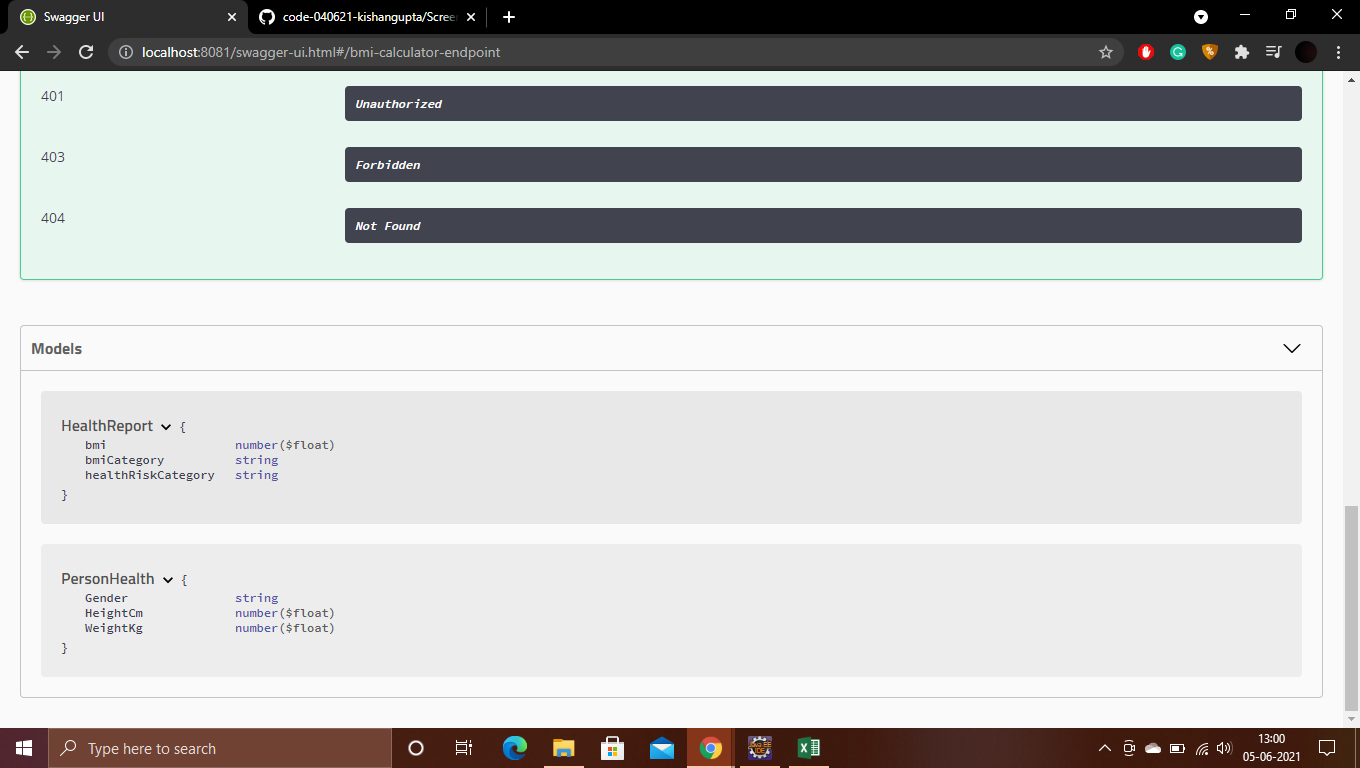 Swagger UI
code-040621-kishangupta/Screen
localhost:8081/swagger-ui.html#/bmi-calculator-endpoint
401 Unauthorized
403 Forbidden
404 Not Found
Models
HealthReport {
bmi number($float)
bmiCategory string
healthRiskCategory string
}
PersonHealth {
Gender string
HeightCm number($float)
WeightKg number($float)
}
Type here to search
13:00
05-06-2021